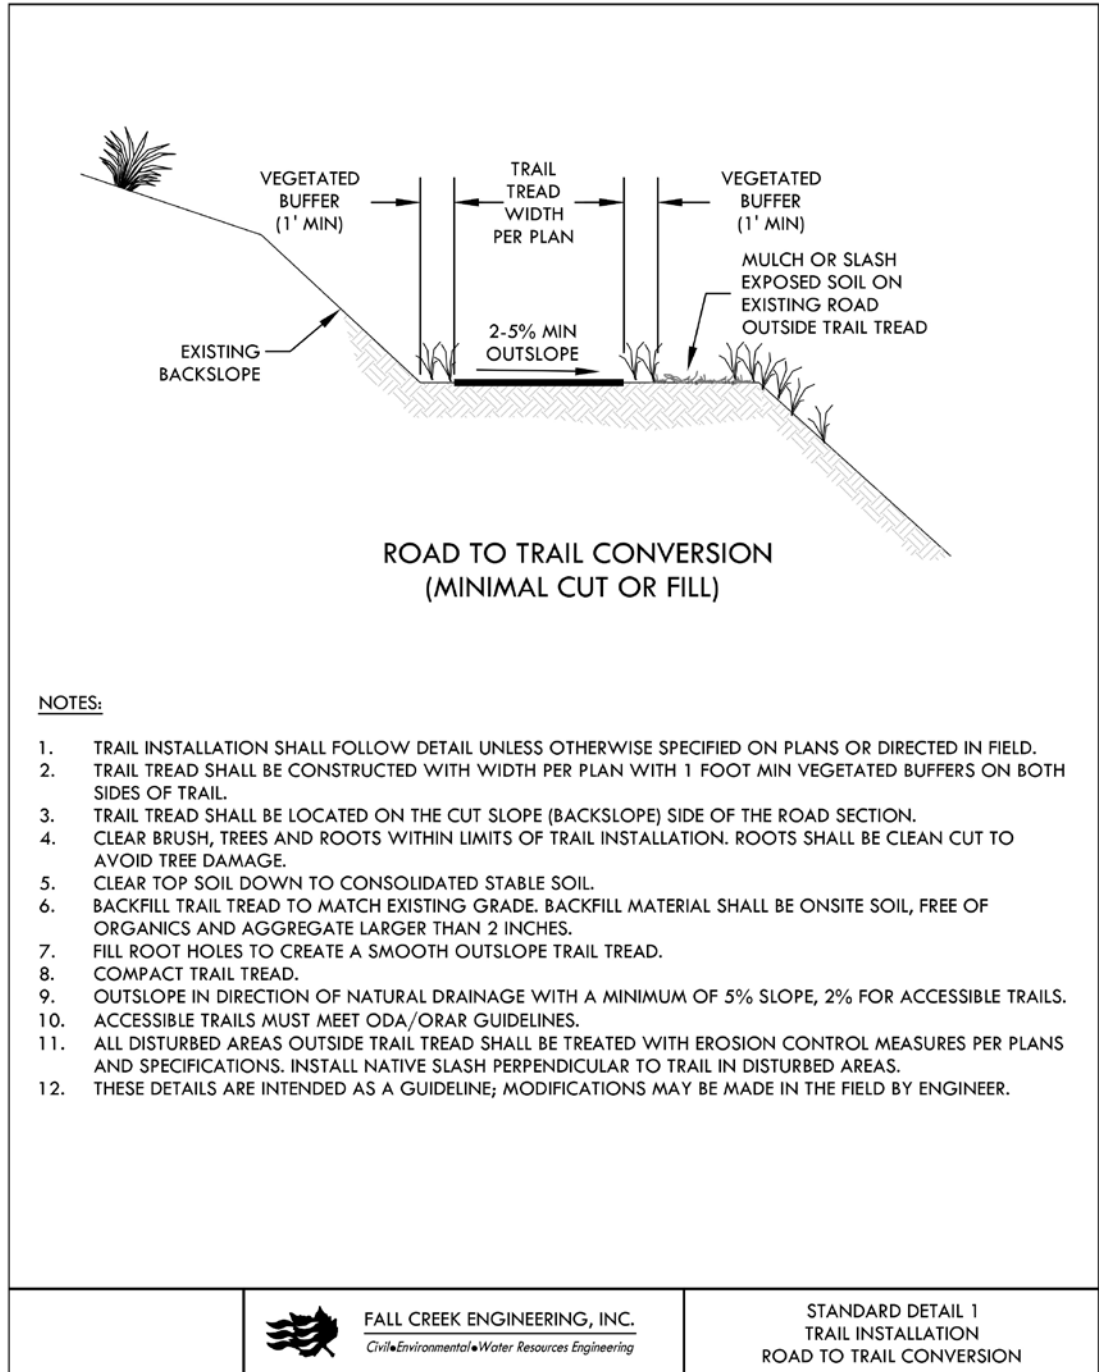 VEGETATED
BUFFER
(1' MIN)
TRAIL
TREAD
WIDTH
PER PLAN
VEGETATED
BUFFER
(1' MIN)
MULCH OR SLASH
EXPOSED SOIL ON
EXISTING ROAD
OUTSIDE TRAIL TREAD
2-5% MIN
OUTSLOPE
EXISTING
BACKSLOPE
ROAD TO TRAIL CONVERSION
(MINIMAL CUT OR FILL)
NOTES:
1. TRAIL INSTALLATION SHALL FOLLOW DETAIL UNLESS OTHERWISE SPECIFIED ON PLANS OR DIRECTED IN FIELD.
2. TRAIL TREAD SHALL BE CONSTRUCTED WITH WIDTH PER PLAN WITH 1 FOOT MIN VEGETATED BUFFERS ON BOTH
SIDES OF TRAIL.
3. TRAIL TREAD SHALL BE LOCATED ON THE CUT SLOPE (BACKSLOPE) SIDE OF THE ROAD SECTION.
4. CLEAR BRUSH, TREES AND ROOTS WITHIN LIMITS OF TRAIL INSTALLATION. ROOTS SHALL BE CLEAN CUT TO
AVOID TREE DAMAGE.
5. CLEAR TOP SOIL DOWN TO CONSOLIDATED STABLE SOIL.
6. BACKFILL TRAIL TREAD TO MATCH EXISTING GRADE. BACKFILL MATERIAL SHALL BE ONSITE SOIL, FREE OF
ORGANICS AND AGGREGATE LARGER THAN 2 INCHES.
7. FILL ROOT HOLES TO CREATE A SMOOTH OUTSLOPE TRAIL TREAD.
8. COMPACT TRAIL TREAD.
9. OUTSLOPE IN DIRECTION OF NATURAL DRAINAGE WITH A MINIMUM OF 5% SLOPE, 2% FOR ACCESSIBLE TRAILS.
10. ACCESSIBLE TRAILS MUST MEET ODA/ORAR GUIDELINES.
11. ALL DISTURBED AREAS OUTSIDE TRAIL TREAD SHALL BE TREATED WITH EROSION CONTROL MEASURES PER PLANS
AND SPECIFICATIONS. INSTALL NATIVE SLASH PERPENDICULAR TO TRAIL IN DISTURBED AREAS.
12. THESE DETAILS ARE INTENDED AS A GUIDELINE; MODIFICATIONS MAY BE MADE IN THE FIELD BY ENGINEER.
FALL CREEK ENGINEERING, INC.
Civil●Environmental●Water Resources Engineering
STANDARD DETAIL 1
TRAIL INSTALLATION
ROAD TO TRAIL CONVERSION